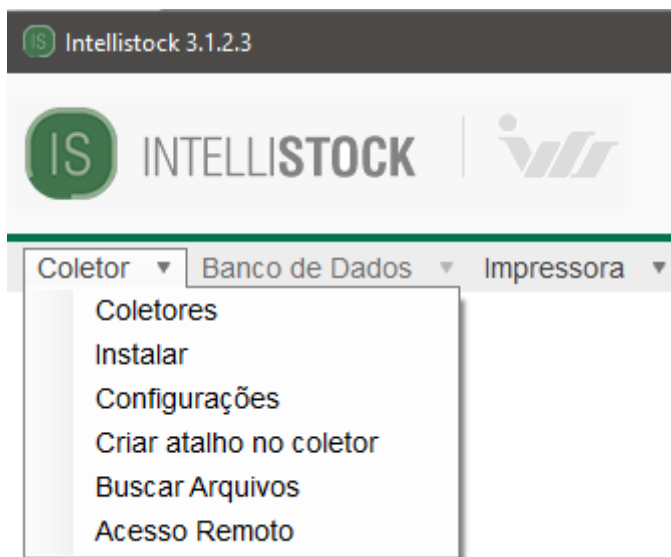 IS Intellistock 3.1.2.3
IS INTELLISTOCK
Coletor Banco de Dados Impressora
Coletores
Instalar
Configurações
Criar atalho no coletor
Buscar Arquivos
Acesso Remoto